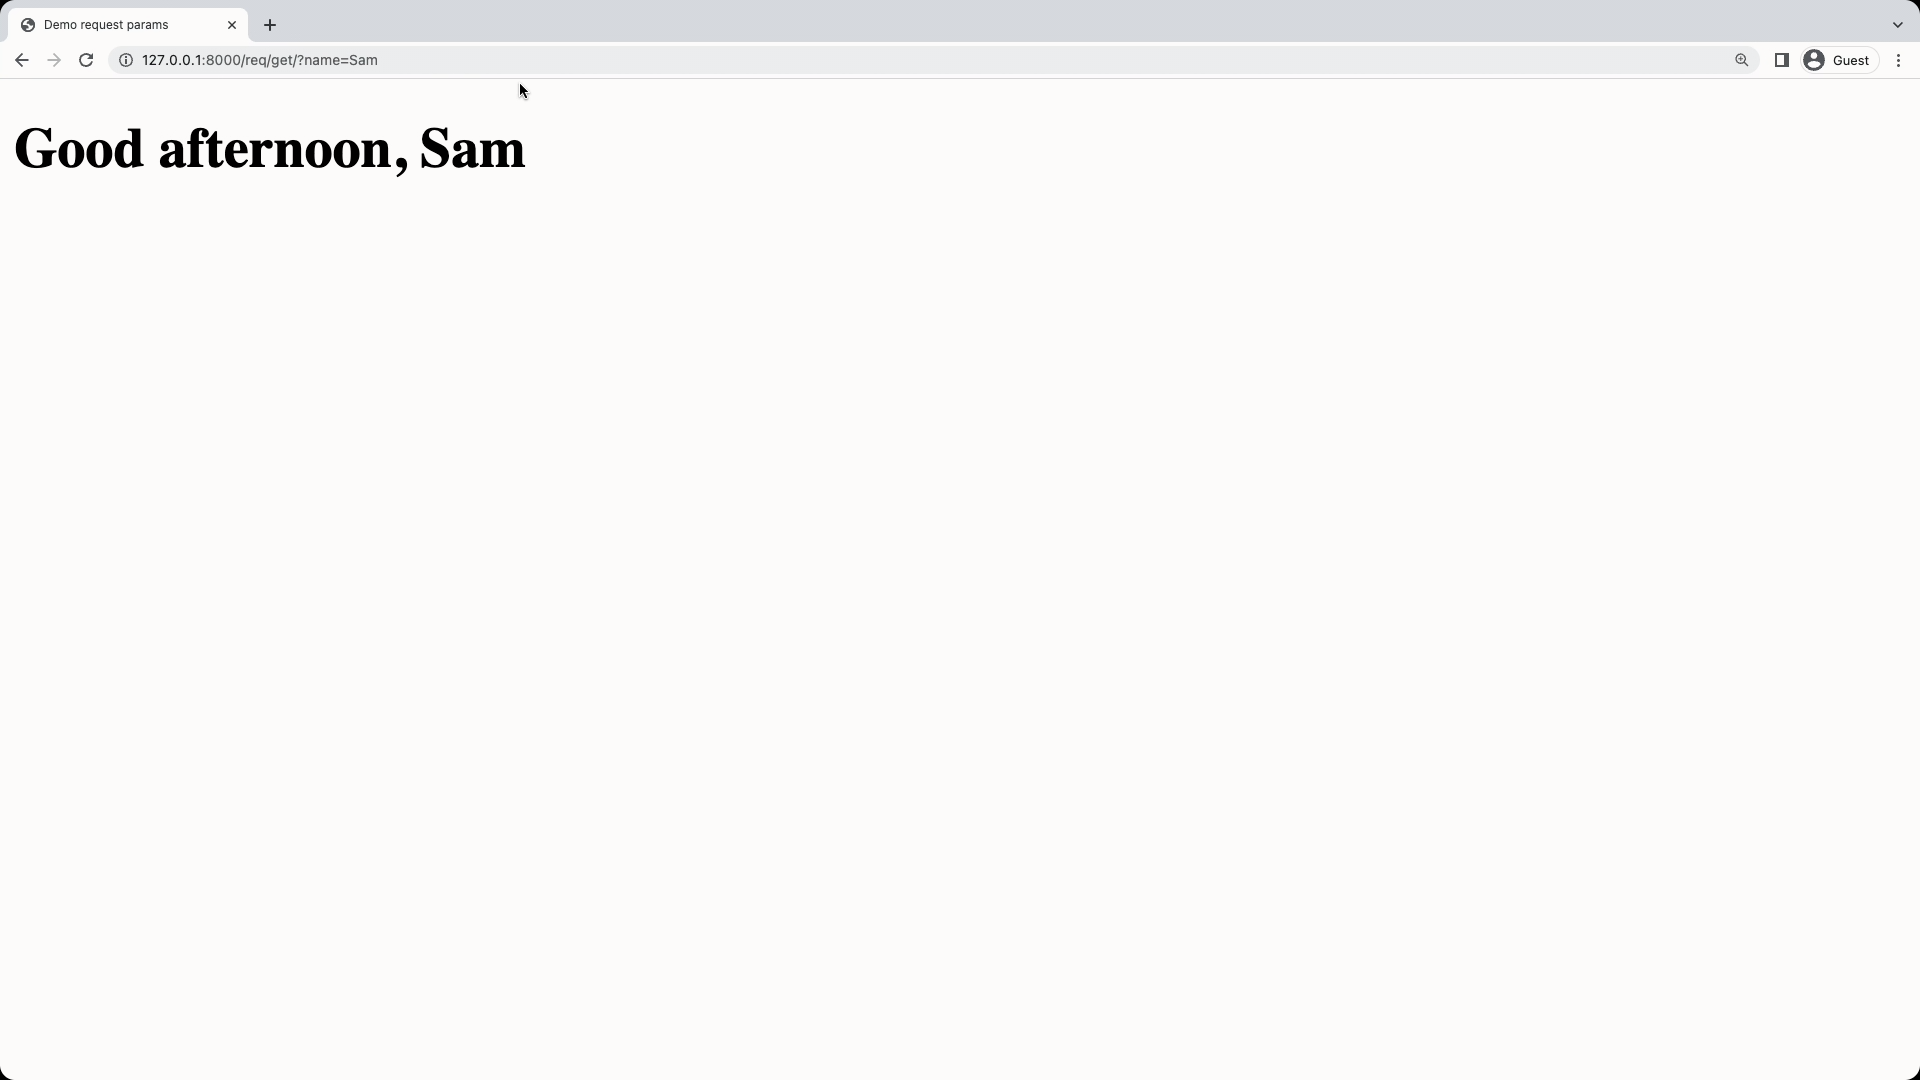 Demo request params
127.0.0.1:8000/req/get/?name=Sam
Guest
Good afternoon, Sam